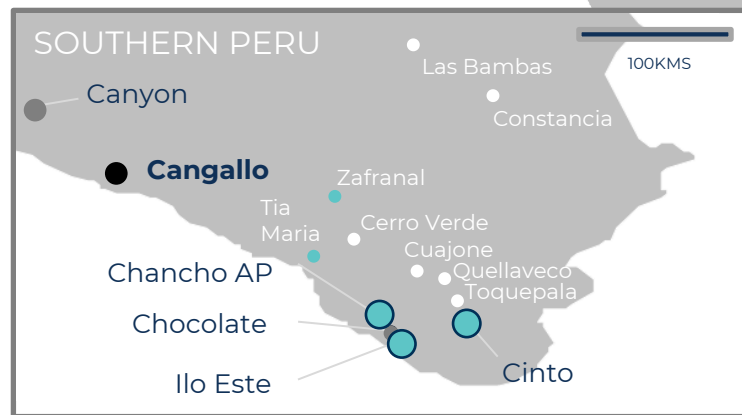 SOUTHERN PERU
100KMS
Las Bambas
Canyon
Constancia
Cangallo
Zafranal
Tia
Maria
Cerro Verde
Cuajone
Quellaveco
Toquepala
Chancho AP
Chocolate
Ilo Este
Cinto